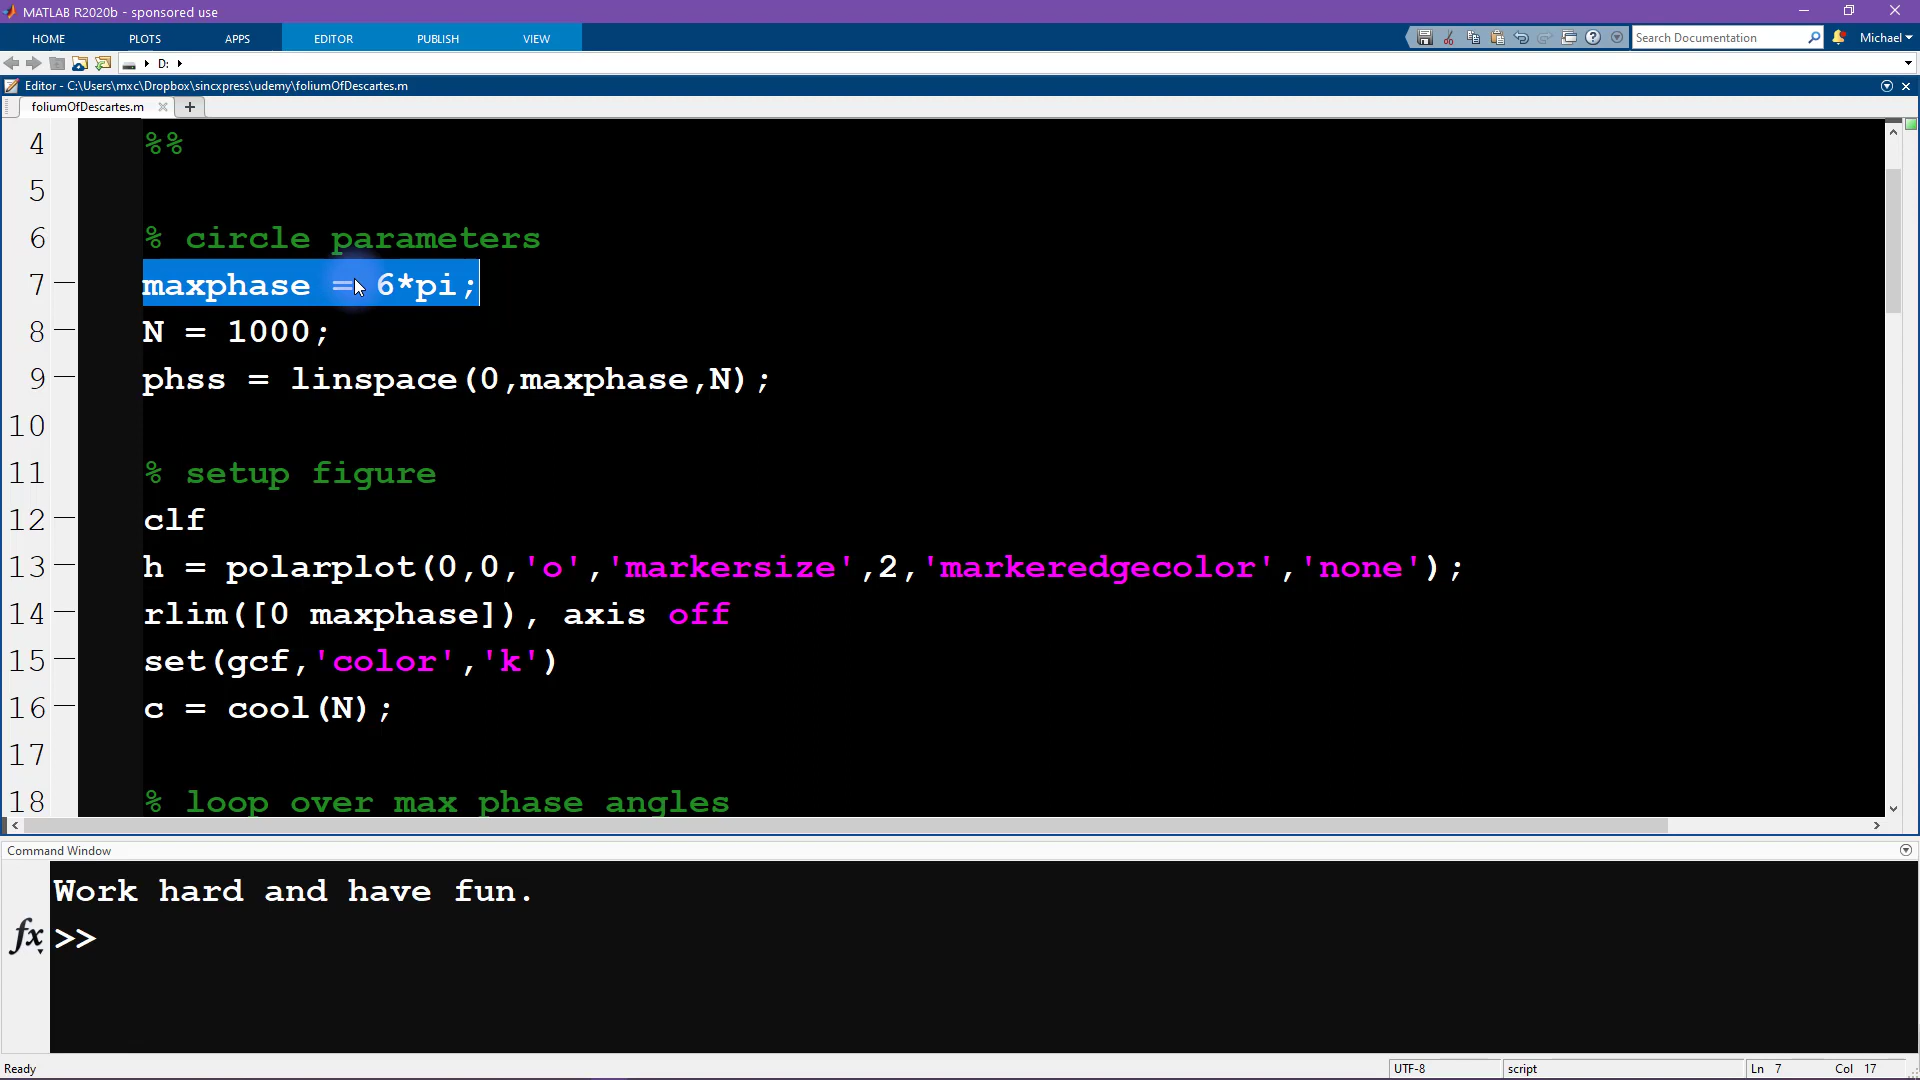 MATLAB R2020b - sponsored use
HOME PLOTS APPS EDITOR PUBLISH VIEW Search Documentation Michael
D:
Editor - C:\Users\mxc\Dropbox\sincxpress\udemy\foliumOfDescartes.m
foliumOfDescartes.m
4 %%
5
6 % circle parameters
7 maxphase = 6*pi;
8 N = 1000;
9 phss = linspace(0,maxphase,N);
10
11 % setup figure
12 clf
13 h = polarplot(0,0,'o','markersize',2,'markeredgecolor','none');
14 rlim([0 maxphase]), axis off
15 set(gcf,'color','k')
16 c = cool(N);
17
18 % loop over max phase angles
Command Window
Work hard and have fun.
fx >>
Ready UTF-8 script Ln 7 Col 17